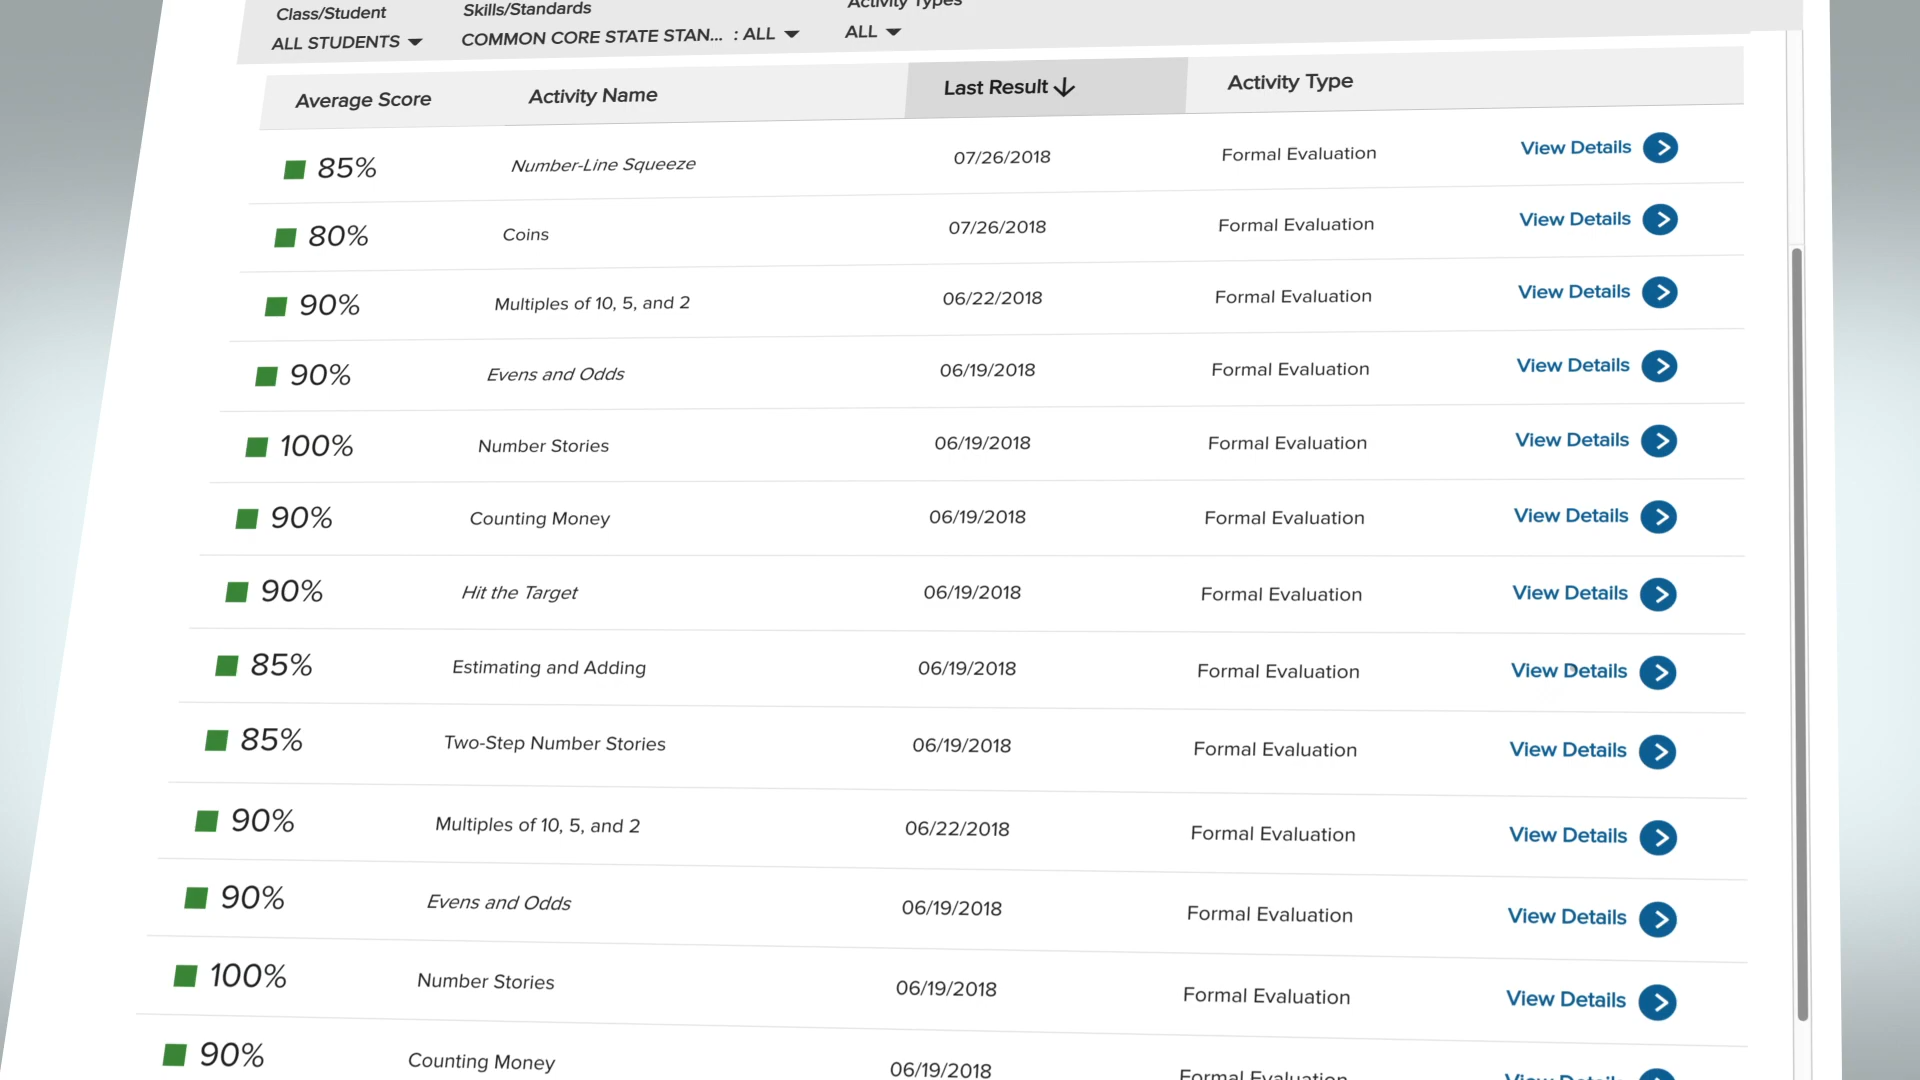 Class/Student Skills/Standards Activity Types
ALL STUDENTS COMMON CORE STATE STAN... : ALL ALL
Average Score Activity Name Last Result Activity Type
85% Number-Line Squeeze 07/26/2018 Formal Evaluation View Details
80% Coins 07/26/2018 Formal Evaluation View Details
90% Multiples of 10, 5, and 2 06/22/2018 Formal Evaluation View Details
90% Evens and Odds 06/19/2018 Formal Evaluation View Details
100% Number Stories 06/19/2018 Formal Evaluation View Details
90% Counting Money 06/19/2018 Formal Evaluation View Details
90% Hit the Target 06/19/2018 Formal Evaluation View Details
85% Estimating and Adding 06/19/2018 Formal Evaluation View Details
85% Two-Step Number Stories 06/19/2018 Formal Evaluation View Details
90% Multiples of 10, 5, and 2 06/22/2018 Formal Evaluation View Details
90% Evens and Odds 06/19/2018 Formal Evaluation View Details
100% Number Stories 06/19/2018 Formal Evaluation View Details
90% Counting Money 06/19/2018 Formal Evaluation View Details